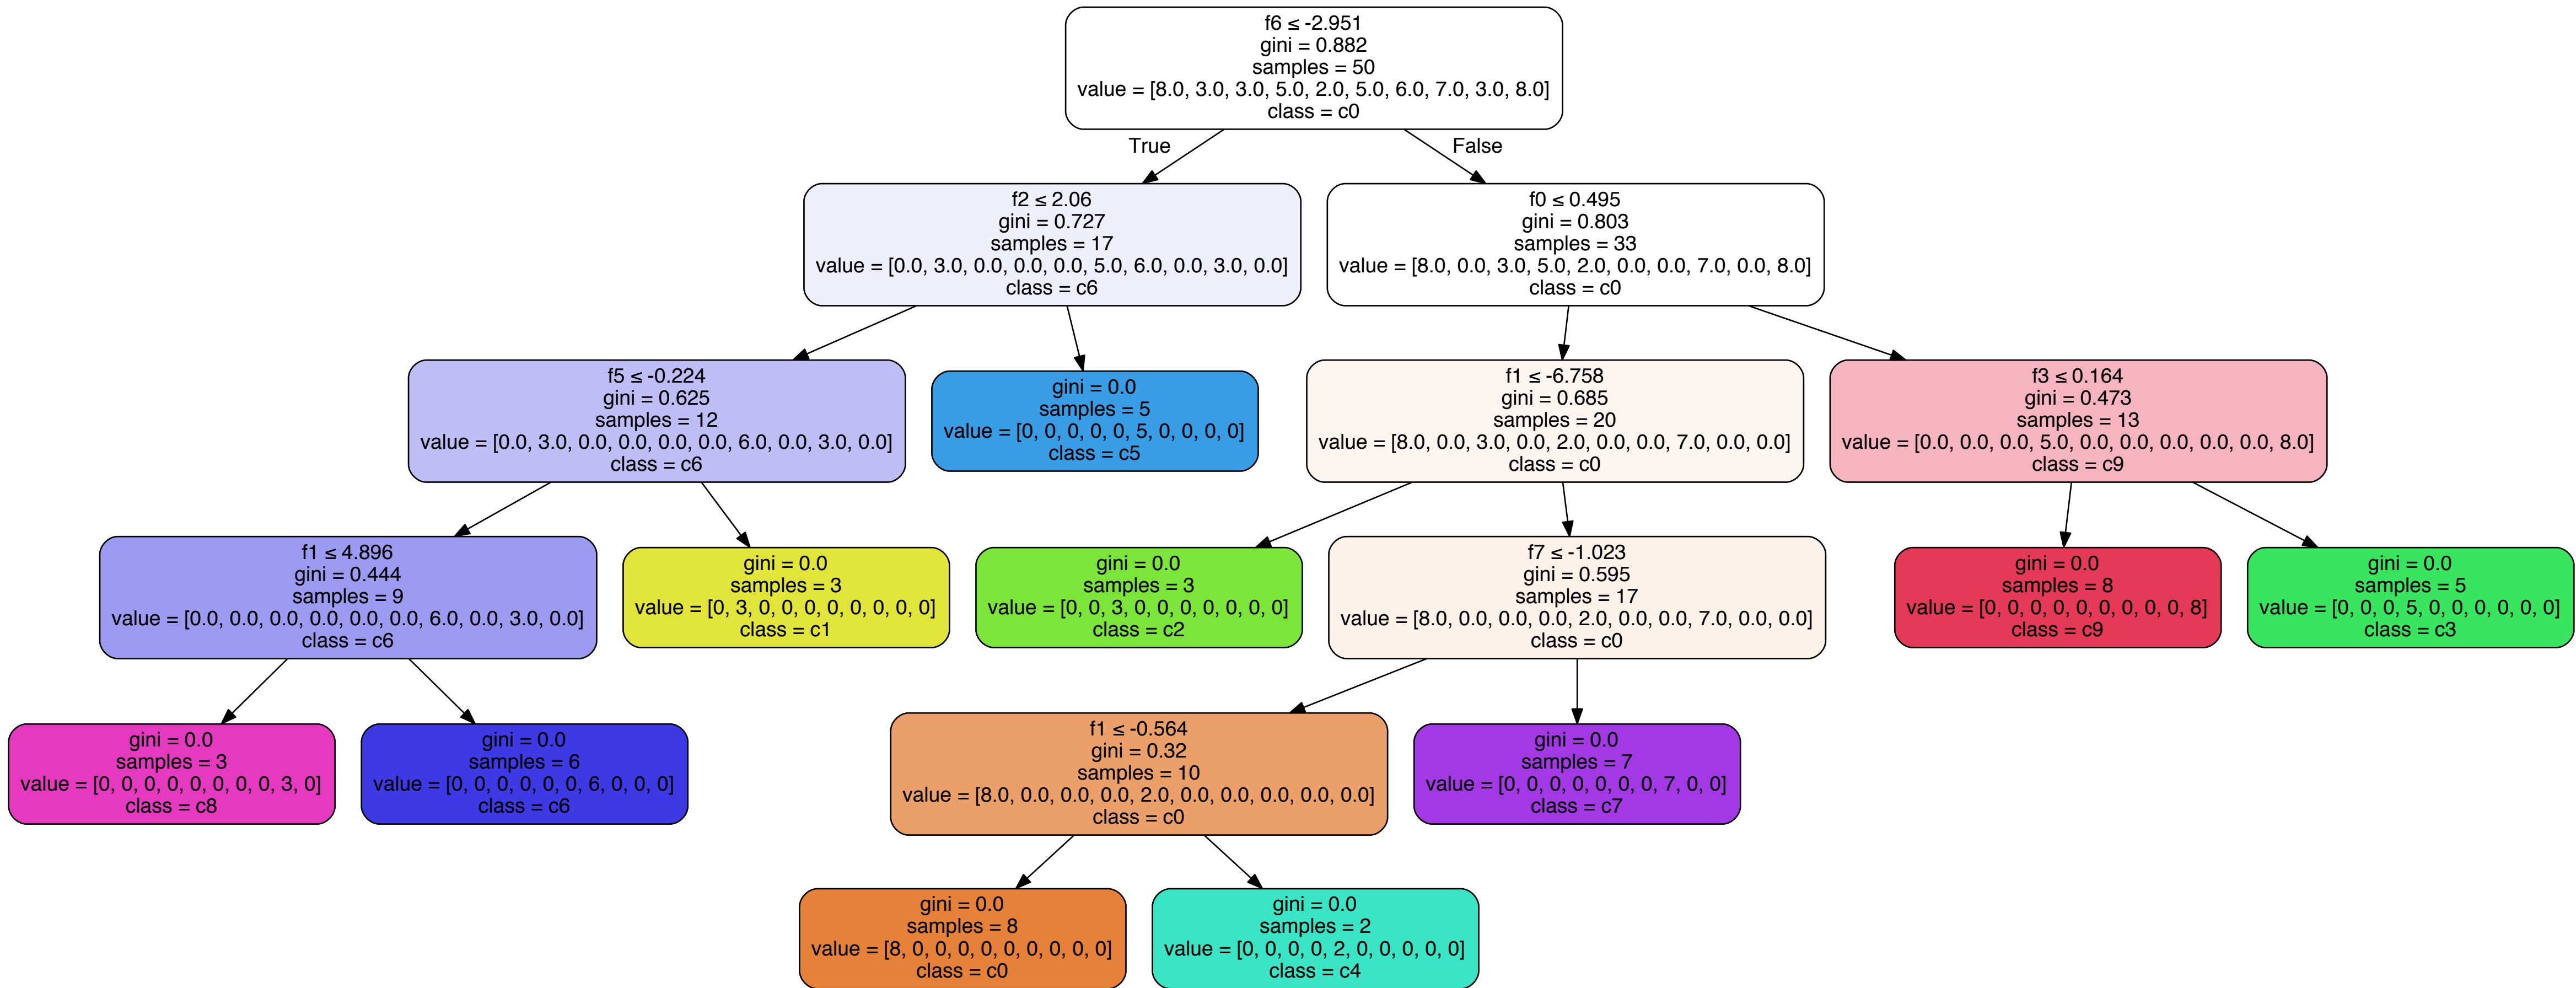 f6 ≤ -2.951
gini = 0.882
samples = 50
value = [8.0, 3.0, 3.0, 5.0, 2.0, 5.0, 6.0, 7.0, 3.0, 8.0]
class = c0
True
False
f2 ≤ 2.06
gini = 0.727
samples = 17
value = [0.0, 3.0, 0.0, 0.0, 0.0, 5.0, 6.0, 0.0, 3.0, 0.0]
class = c6
f0 ≤ 0.495
gini = 0.803
samples = 33
value = [8.0, 0.0, 3.0, 5.0, 2.0, 0.0, 0.0, 7.0, 0.0, 8.0]
class = c0
f5 ≤ -0.224
gini = 0.625
samples = 12
value = [0.0, 3.0, 0.0, 0.0, 0.0, 0.0, 6.0, 0.0, 3.0, 0.0]
class = c6
gini = 0.0
samples = 5
value = [0, 0, 0, 0, 0, 5, 0, 0, 0, 0]
class = c5
f1 ≤ -6.758
gini = 0.685
samples = 20
value = [8.0, 0.0, 3.0, 0.0, 2.0, 0.0, 0.0, 7.0, 0.0, 0.0]
class = c0
f3 ≤ 0.164
gini = 0.473
samples = 13
value = [0.0, 0.0, 0.0, 5.0, 0.0, 0.0, 0.0, 0.0, 0.0, 8.0]
class = c9
f1 ≤ 4.896
gini = 0.444
samples = 9
value = [0.0, 0.0, 0.0, 0.0, 0.0, 0.0, 6.0, 0.0, 3.0, 0.0]
class = c6
gini = 0.0
samples = 3
value = [0, 3, 0, 0, 0, 0, 0, 0, 0, 0]
class = c1
gini = 0.0
samples = 3
value = [0, 0, 3, 0, 0, 0, 0, 0, 0, 0]
class = c2
f7 ≤ -1.023
gini = 0.595
samples = 17
value = [8.0, 0.0, 0.0, 0.0, 2.0, 0.0, 0.0, 7.0, 0.0, 0.0]
class = c0
gini = 0.0
samples = 8
value = [0, 0, 0, 0, 0, 0, 0, 0, 0, 8]
class = c9
gini = 0.0
samples = 5
value = [0, 0, 0, 5, 0, 0, 0, 0, 0, 0]
class = c3
gini = 0.0
samples = 3
value = [0, 0, 0, 0, 0, 0, 0, 0, 3, 0]
class = c8
gini = 0.0
samples = 6
value = [0, 0, 0, 0, 0, 0, 6, 0, 0, 0]
class = c6
f1 ≤ -0.564
gini = 0.32
samples = 10
value = [8.0, 0.0, 0.0, 0.0, 2.0, 0.0, 0.0, 0.0, 0.0, 0.0]
class = c0
gini = 0.0
samples = 7
value = [0, 0, 0, 0, 0, 0, 0, 7, 0, 0]
class = c7
gini = 0.0
samples = 8
value = [8, 0, 0, 0, 0, 0, 0, 0, 0, 0]
class = c0
gini = 0.0
samples = 2
value = [0, 0, 0, 0, 2, 0, 0, 0, 0, 0]
class = c4